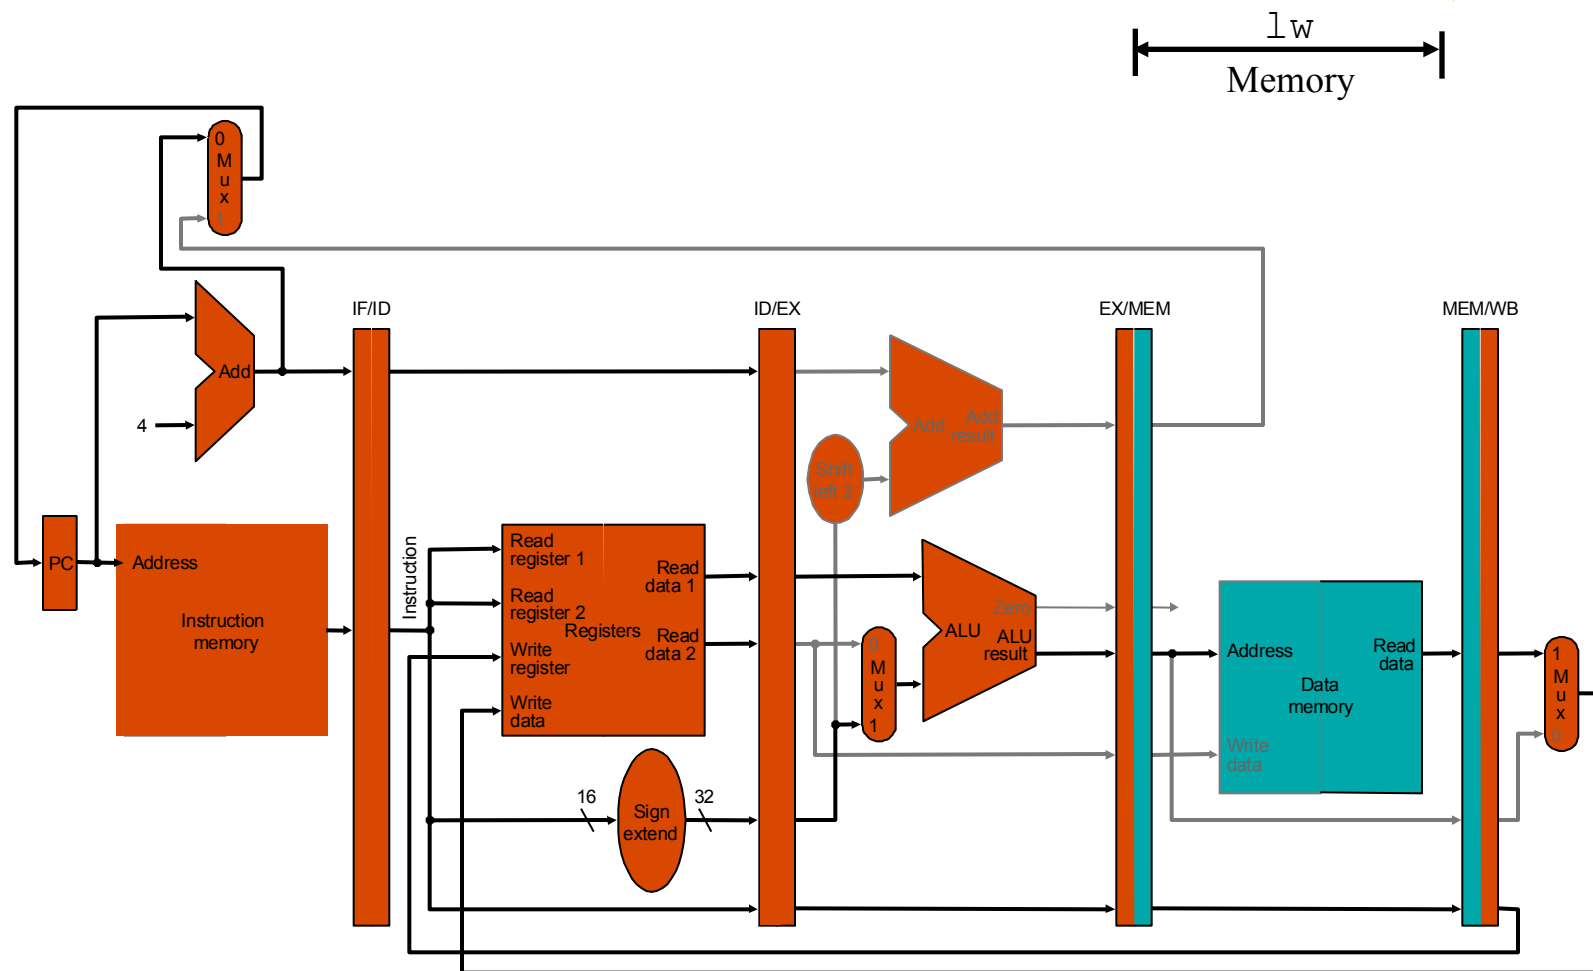 lw
Memory
0
M
u
x
1
IF/ID
ID/EX
EX/MEM
MEM/WB
Add
4
Add
Add
result
Shift
left 2
PC
Address
Instruction
memory
Instruction
Read
register 1
Read
register 2
Registers
Write
register
Write
data
Read
data 1
Read
data 2
16
Sign
extend
32
0
M
u
x
1
Zero
ALU
ALU
result
Address
Read
data
Data
memory
Write
data
1
M
u
x
0